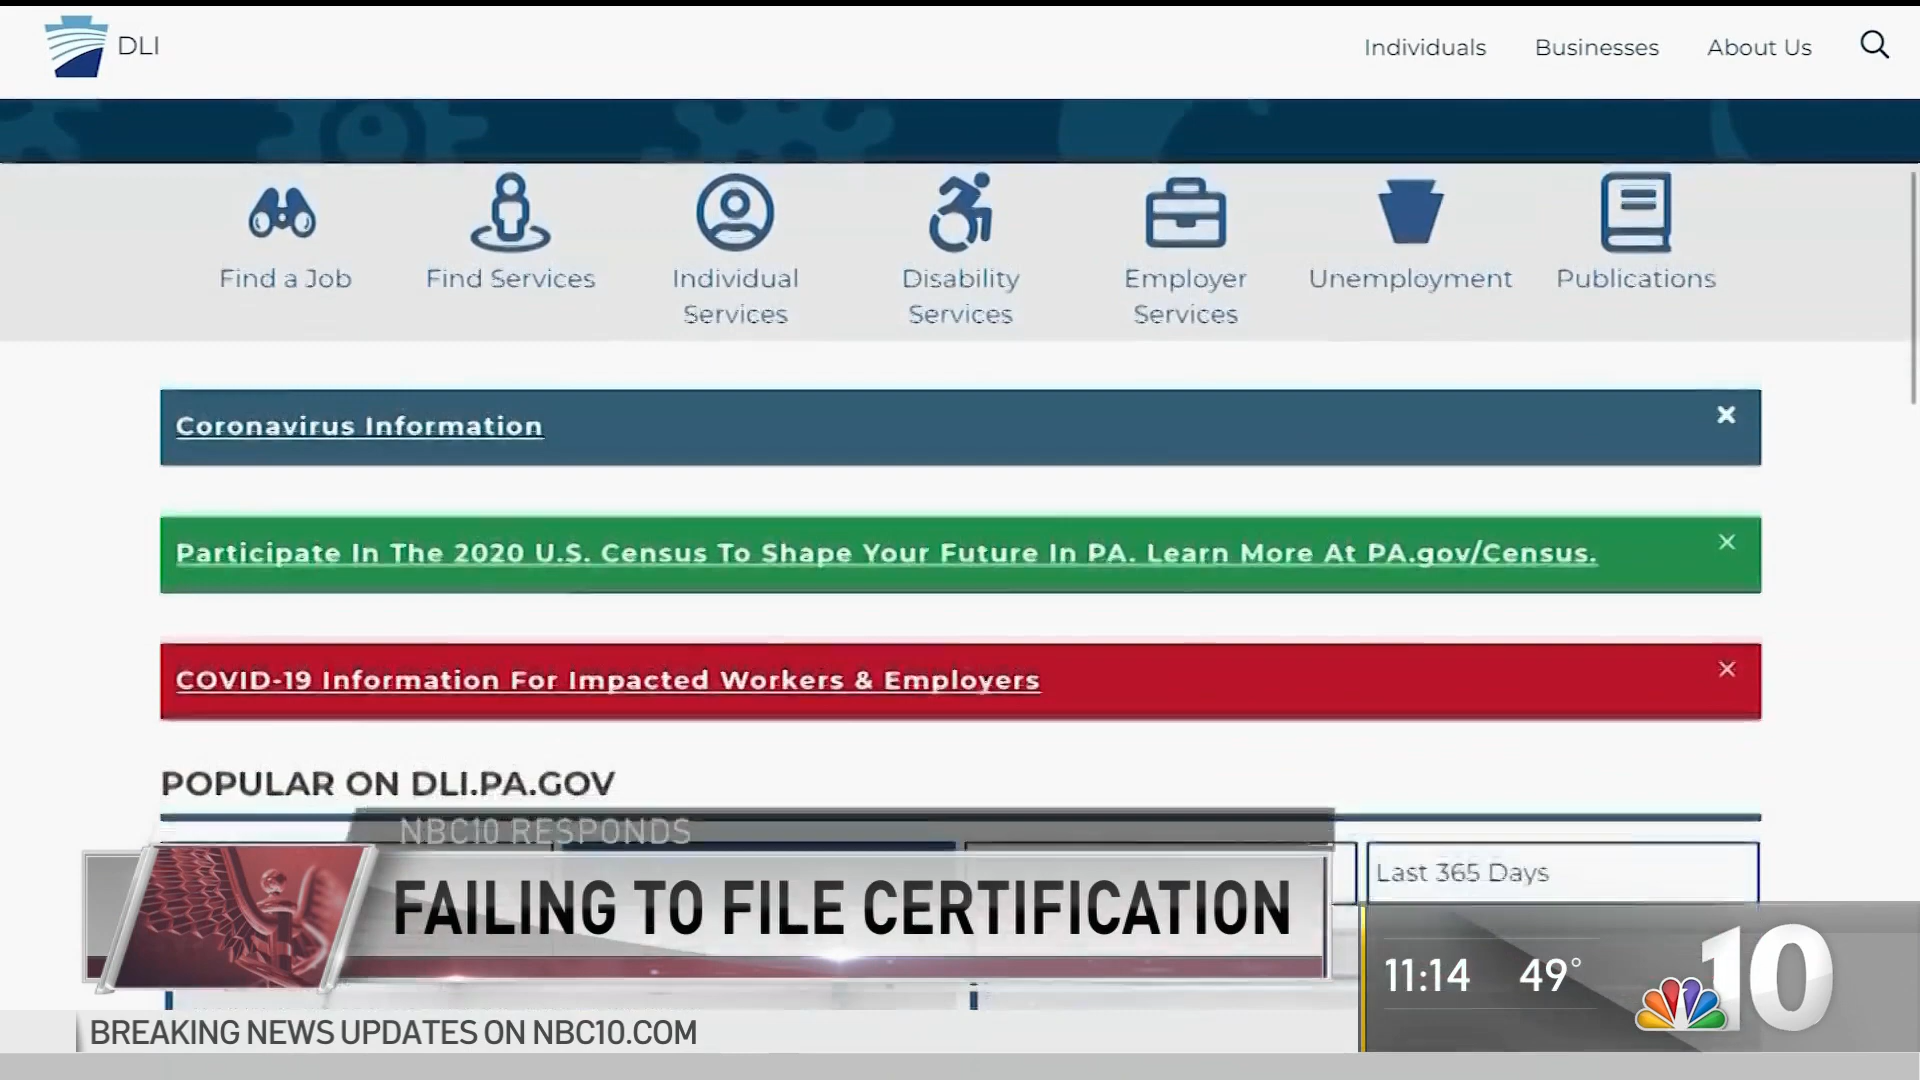 DLI
Individuals
Businesses
About Us
Find a Job
Find Services
Individual Services
Disability Services
Employer Services
Unemployment
Publications
Coronavirus Information
Participate In The 2020 U.S. Census To Shape Your Future In PA. Learn More At PA.gov/Census.
COVID-19 Information For Impacted Workers & Employers
POPULAR ON DLI.PA.GOV
Last 365 Days
NBC10 RESPONDS
FAILING TO FILE CERTIFICATION
11:14 49°
10
BREAKING NEWS UPDATES ON NBC10.COM